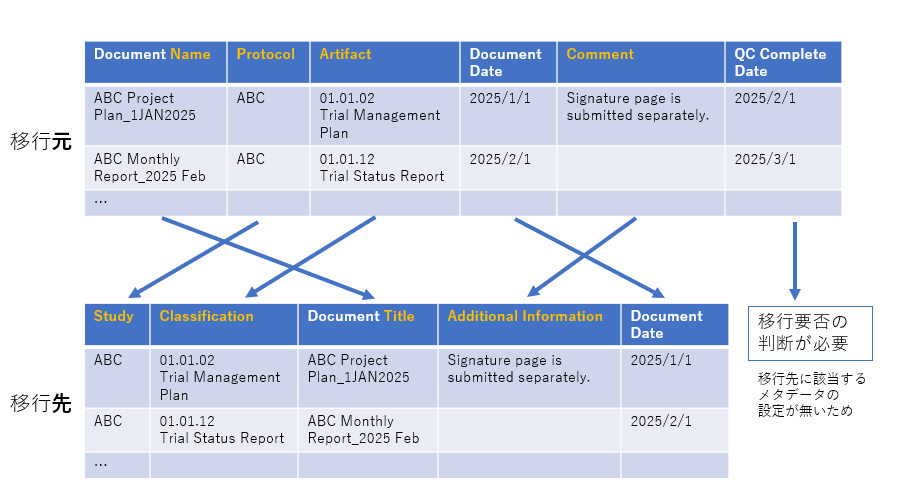 Document Name Protocol Artifact Document Date Comment QC Complete Date
移行元
ABC Project Plan_1JAN2025 ABC 01.01.02 Trial Management Plan 2025/1/1 Signature page is submitted separately. 2025/2/1
ABC Monthly Report_2025 Feb ABC 01.01.12 Trial Status Report 2025/2/1 2025/3/1
...
Study Classification Document Title Additional Information Document Date
移行先
ABC 01.01.02 Trial Management Plan ABC Project Plan_1JAN2025 Signature page is submitted separately. 2025/1/1
ABC 01.01.12 Trial Status Report ABC Monthly Report_2025 Feb 2025/2/1
...
移行要否の
判断が必要
移行先に該当する
メタデータの
設定が無いため